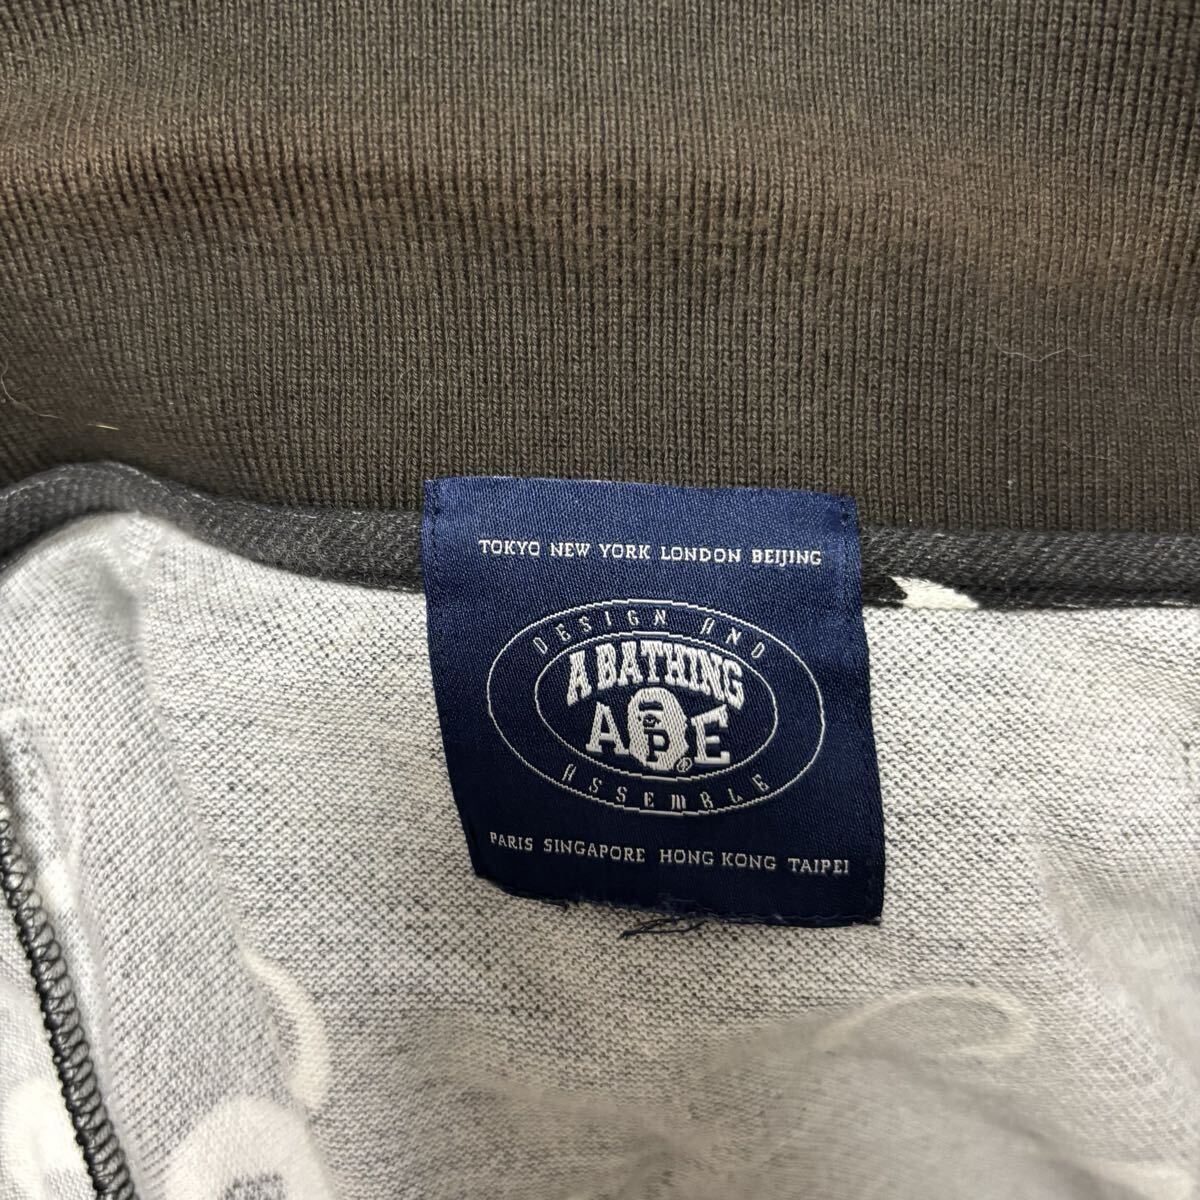 TOKYO NEW YORK LONDON BEIJING
DESIGN AND
A BATHING
APE®
ASSEMBLE
PARIS SINGAPORE HONG KONG TAIPEI